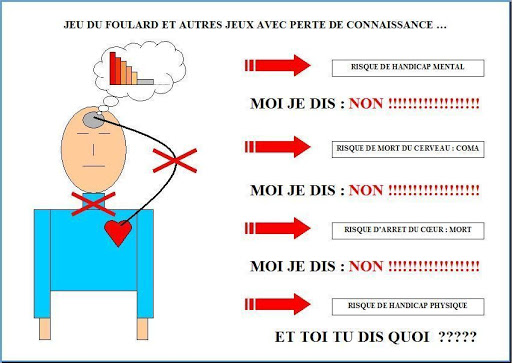 JEU DU FOULARD ET AUTRES JEUX AVEC PERTE DE CONNAISSANCE ...
RISQUE DE HANDICAP MENTAL
MOI JE DIS : NON !!!!!!!!!!!!!!!!!!!
RISQUE DE MORT DU CERVEAU : COMA
MOI JE DIS : NON !!!!!!!!!!!!!!!!!!!
RISQUE D'ARRET DU CŒUR : MORT
MOI JE DIS : NON !!!!!!!!!!!!!!!!!!!
RISQUE DE HANDICAP PHYSIQUE
ET TOI TU DIS QUOI ?????